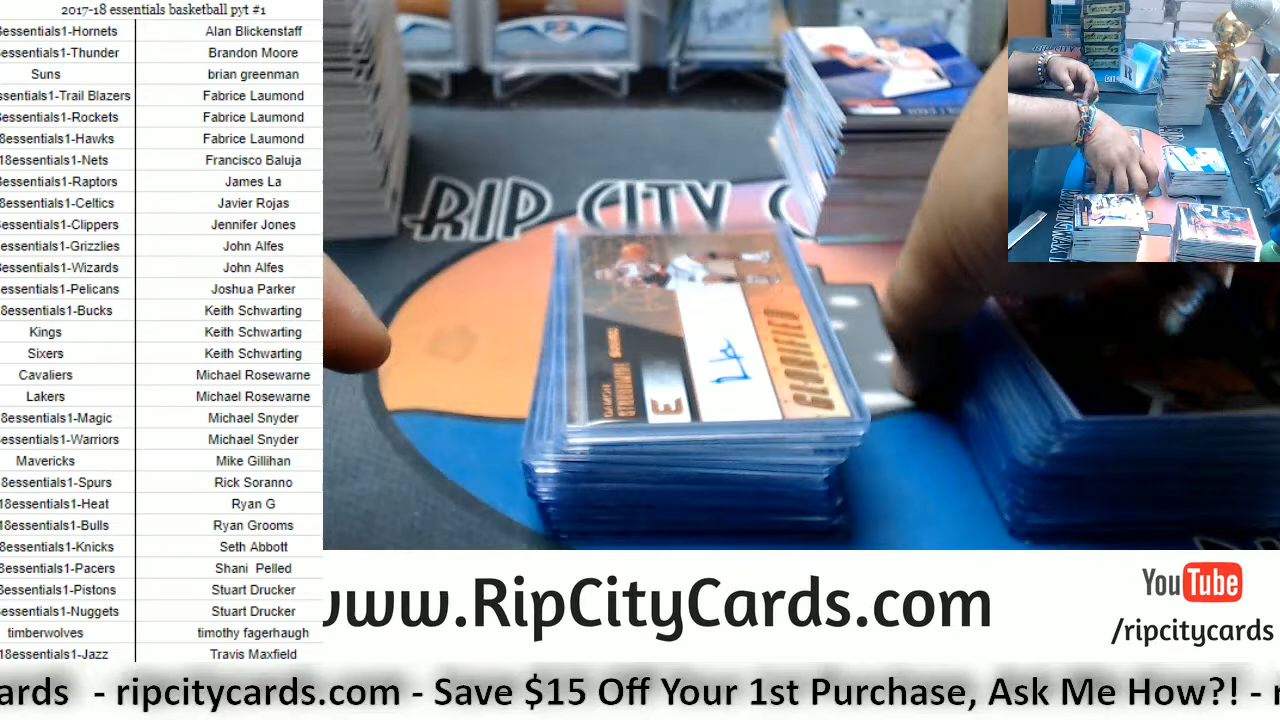 2017-18 essentials basketball pyt #1
8essentials1-Hornets Alan Blickenstaff
8essentials1-Thunder Brandon Moore
Suns brian greenman
ssentials1-Trail Blazers Fabrice Laumond
essentials1-Rockets Fabrice Laumond
8essentials1-Hawks Fabrice Laumond
18essentials1-Nets Francisco Baluja
8essentials1-Raptors James La
8essentials1-Celtics Javier Rojas
8essentials1-Clippers Jennifer Jones
8essentials1-Grizzlies John Alfes
8essentials1-Wizards John Alfes
essentials1-Pelicans Joshua Parker
8essentials1-Bucks Keith Schwarting
Kings Keith Schwarting
Sixers Keith Schwarting
Cavaliers Michael Rosewarne
Lakers Michael Rosewarne
8essentials1-Magic Michael Snyder
essentials1-Warriors Michael Snyder
Mavericks Mike Gillihan
8essentials1-Spurs Rick Soranno
18essentials1-Heat Ryan G
18essentials1-Bulls Ryan Grooms
8essentials1-Knicks Seth Abbott
8essentials1-Pacers Shani Pelled
8essentials1-Pistons Stuart Drucker
essentials1-Nuggets Stuart Drucker
timberwolves timothy fagerhaugh
18essentials1-Jazz Travis Maxfield
RIP CITY C
GLORIFIED
DAMON
STOUDAMIRE
www.RipCityCards.com
YouTube
/ripcitycards
ards - ripcitycards.com - Save $15 Off Your 1st Purchase, Ask Me How?! - r